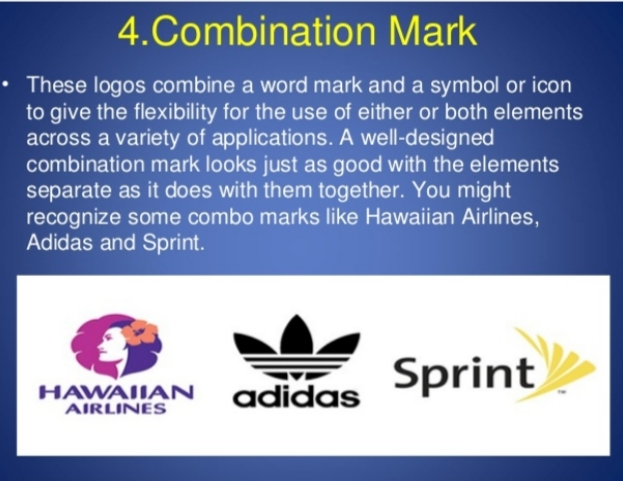 4.Combination Mark
• These logos combine a word mark and a symbol or icon
to give the flexibility for the use of either or both elements
across a variety of applications. A well-designed
combination mark looks just as good with the elements
separate as it does with them together. You might
recognize some combo marks like Hawaiian Airlines,
Adidas and Sprint.
HAWAIIAN
AIRLINES
adidas
Sprint
™